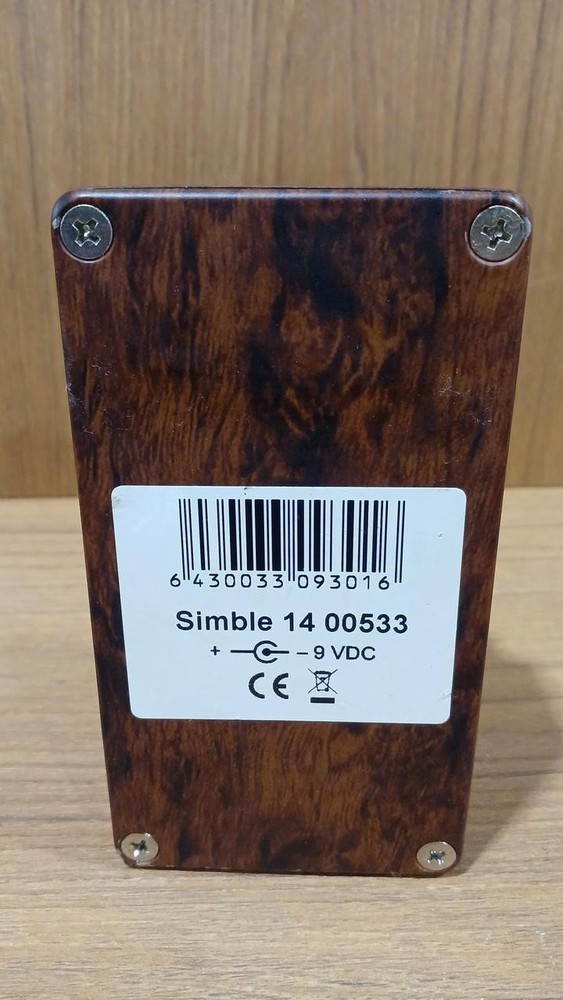 6 430033 093016
Simble 14 00533
+ – 9 VDC
CE